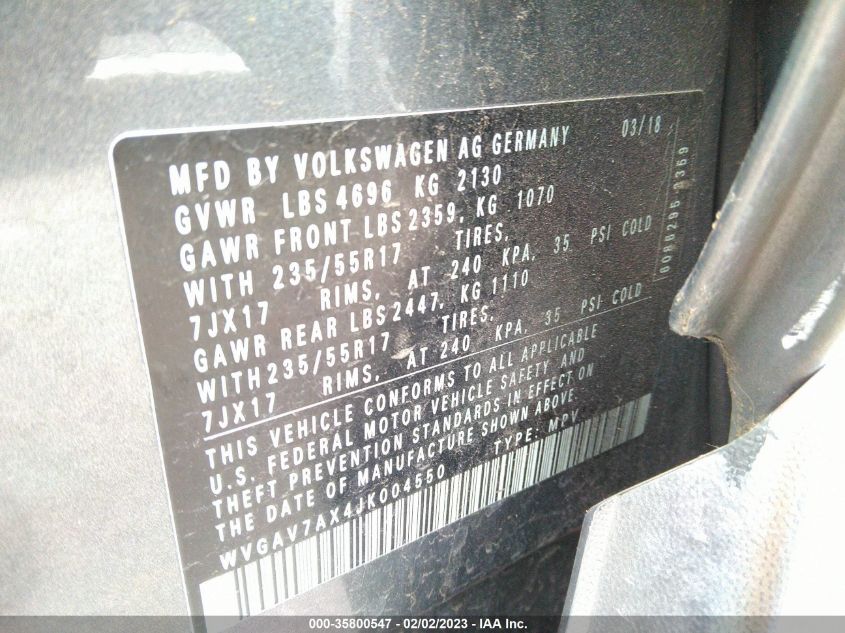 MFD BY VOLKSWAGEN AG GERMANY 03/18
GVWR LBS 4696 KG 2130
GAWR FRONT LBS 2359, KG 1070
WITH 235/55R17 TIRES,
7JX17 RIMS, AT 240 KPA, 35 PSI COLD
GAWR REAR LBS 2447, KG 1110
WITH 235/55R17 TIRES,
7JX17 RIMS, AT 240 KPA, 35 PSI COLD
THIS VEHICLE CONFORMS TO ALL APPLICABLE
U.S. FEDERAL MOTOR VEHICLE SAFETY AND
THEFT PREVENTION STANDARDS IN EFFECT ON
THE DATE OF MANUFACTURE SHOWN ABOVE.
WVGAV7AX4JK004550 TYPE: MPV
000-35800547 - 02/02/2023 - IAA Inc.